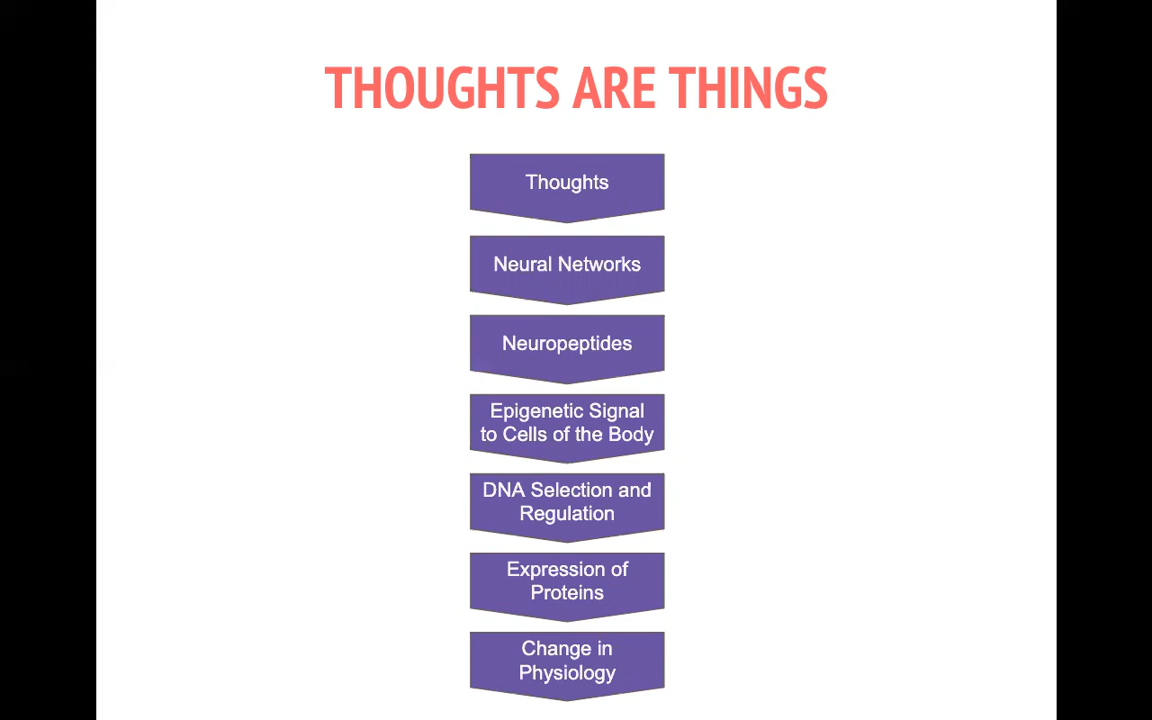 THOUGHTS ARE THINGS
Thoughts
Neural Networks
Neuropeptides
Epigenetic Signal
to Cells of the Body
DNA Selection and
Regulation
Expression of
Proteins
Change in
Physiology